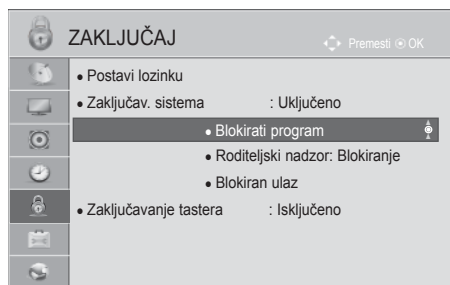 ZAKLJUČAJ
Premesti OK
• Postavi lozinku
• Zaključav. sistema : Uključeno
• Blokirati program
• Roditeljski nadzor: Blokiranje
• Blokiran ulaz
• Zaključavanje tastera : Isključeno